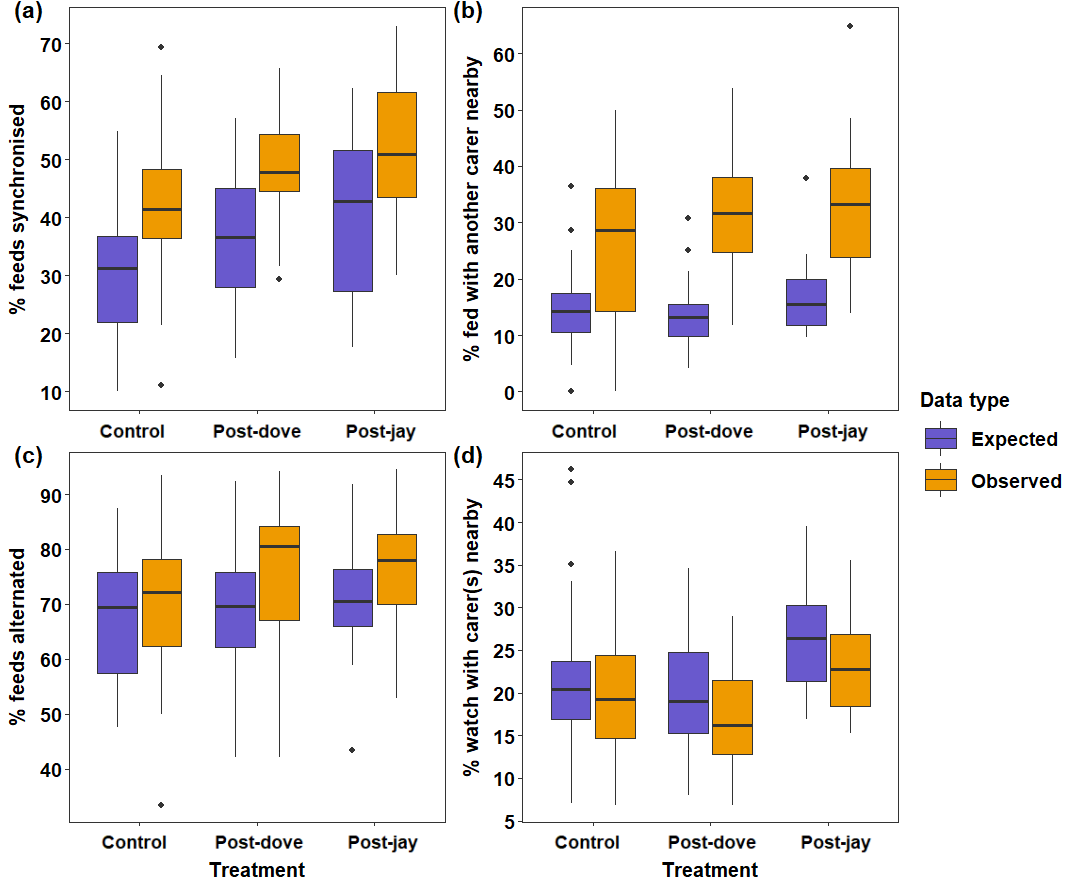 (a)
% feeds synchronised
70
60
50
40
30
20
10
Control Post-dove Post-jay
(b)
% fed with another carer nearby
60
50
40
30
20
10
0
Control Post-dove Post-jay
(c)
% feeds alternated
90
80
70
60
50
40
Control Post-dove Post-jay
Treatment
(d)
% watch with carer(s) nearby
45
40
35
30
25
20
15
10
5
Control Post-dove Post-jay
Treatment
Data type
Expected
Observed